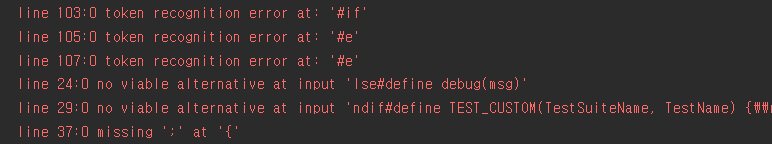 line 103:0 token recognition error at: '#if'
line 105:0 token recognition error at: '#e'
line 107:0 token recognition error at: '#e'
line 24:0 no viable alternative at input 'lse#define debug(msg)'
line 29:0 no viable alternative at input 'ndif#define TEST_CUSTOM(TestSuiteName, TestName) {₩₩
line 37:0 missing ';' at '{'